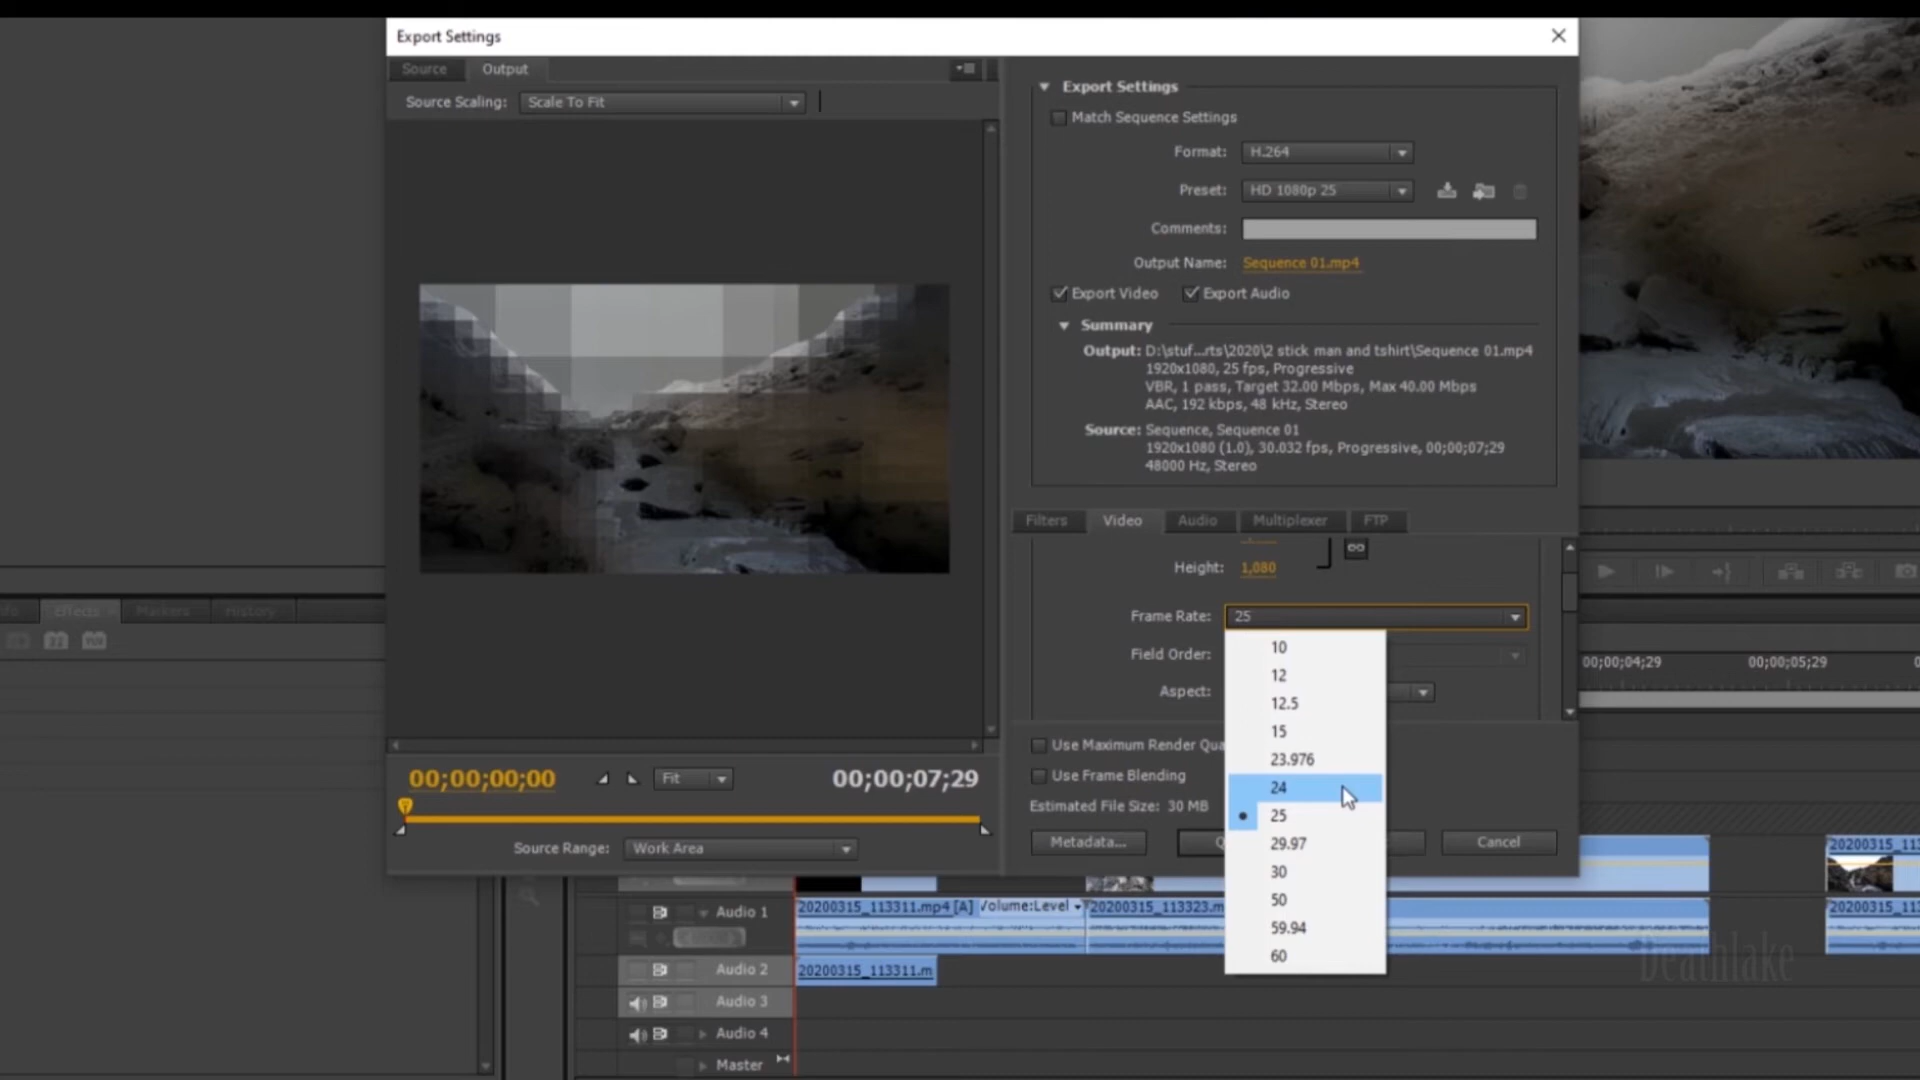 Export Settings
Source
Output
Source Scaling:
Scale To Fit
Export Settings
Match Sequence Settings
Format:
H.264
Preset:
HD 1080p 25
Comments:
Output Name:
Sequence 01.mp4
Export Video
Export Audio
Summary
Output: D:\stuf...rts\2020\2 stick man and tshirt\Sequence 01.mp4
1920x1080, 25 fps, Progressive
VBR, 1 pass, Target 32.00 Mbps, Max 40.00 Mbps
AAC, 192 kbps, 48 kHz, Stereo
Source: Sequence, Sequence 01
1920x1080 (1.0), 30.032 fps, Progressive, 00;00;07;29
48000 Hz, Stereo
Filters
Video
Audio
Multiplexer
FTP
Height:
1,080
Frame Rate:
25
Field Order:
Aspect:
10
12
12.5
15
23.976
24
25
29.97
30
50
59.94
60
Use Maximum Render Qua
Use Frame Blending
Estimated File Size: 30 MB
Metadata...
Q
Cancel
00;00;00;00
Fit
00;00;07;29
Source Range:
Work Area
Effects
Markers
History
00;00;04;29
00;00;05;29
20200315_113
Audio 1
20200315_113311.mp4 [A]
Volume:Level
20200315_113323.m
20200315_113
Audio 2
20200315_113311.m
Audio 3
Audio 4
Master
Deathlake